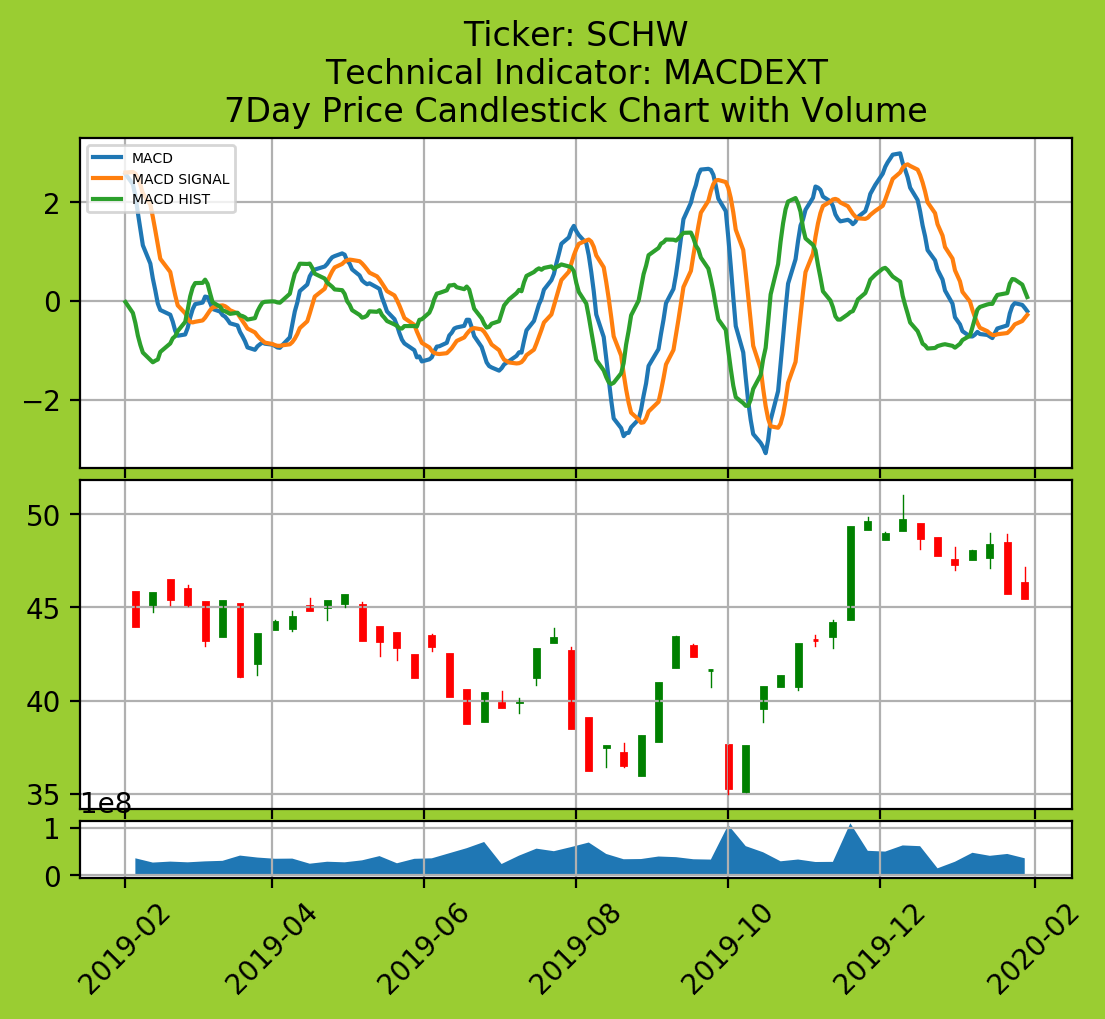 Ticker: SCHW
Technical Indicator: MACDEXT
7Day Price Candlestick Chart with Volume
MACD
MACD SIGNAL
MACD HIST
2
0
−2
50
45
40
35
1e8
1
0
2019-02
2019-04
2019-06
2019-08
2019-10
2019-12
2020-02